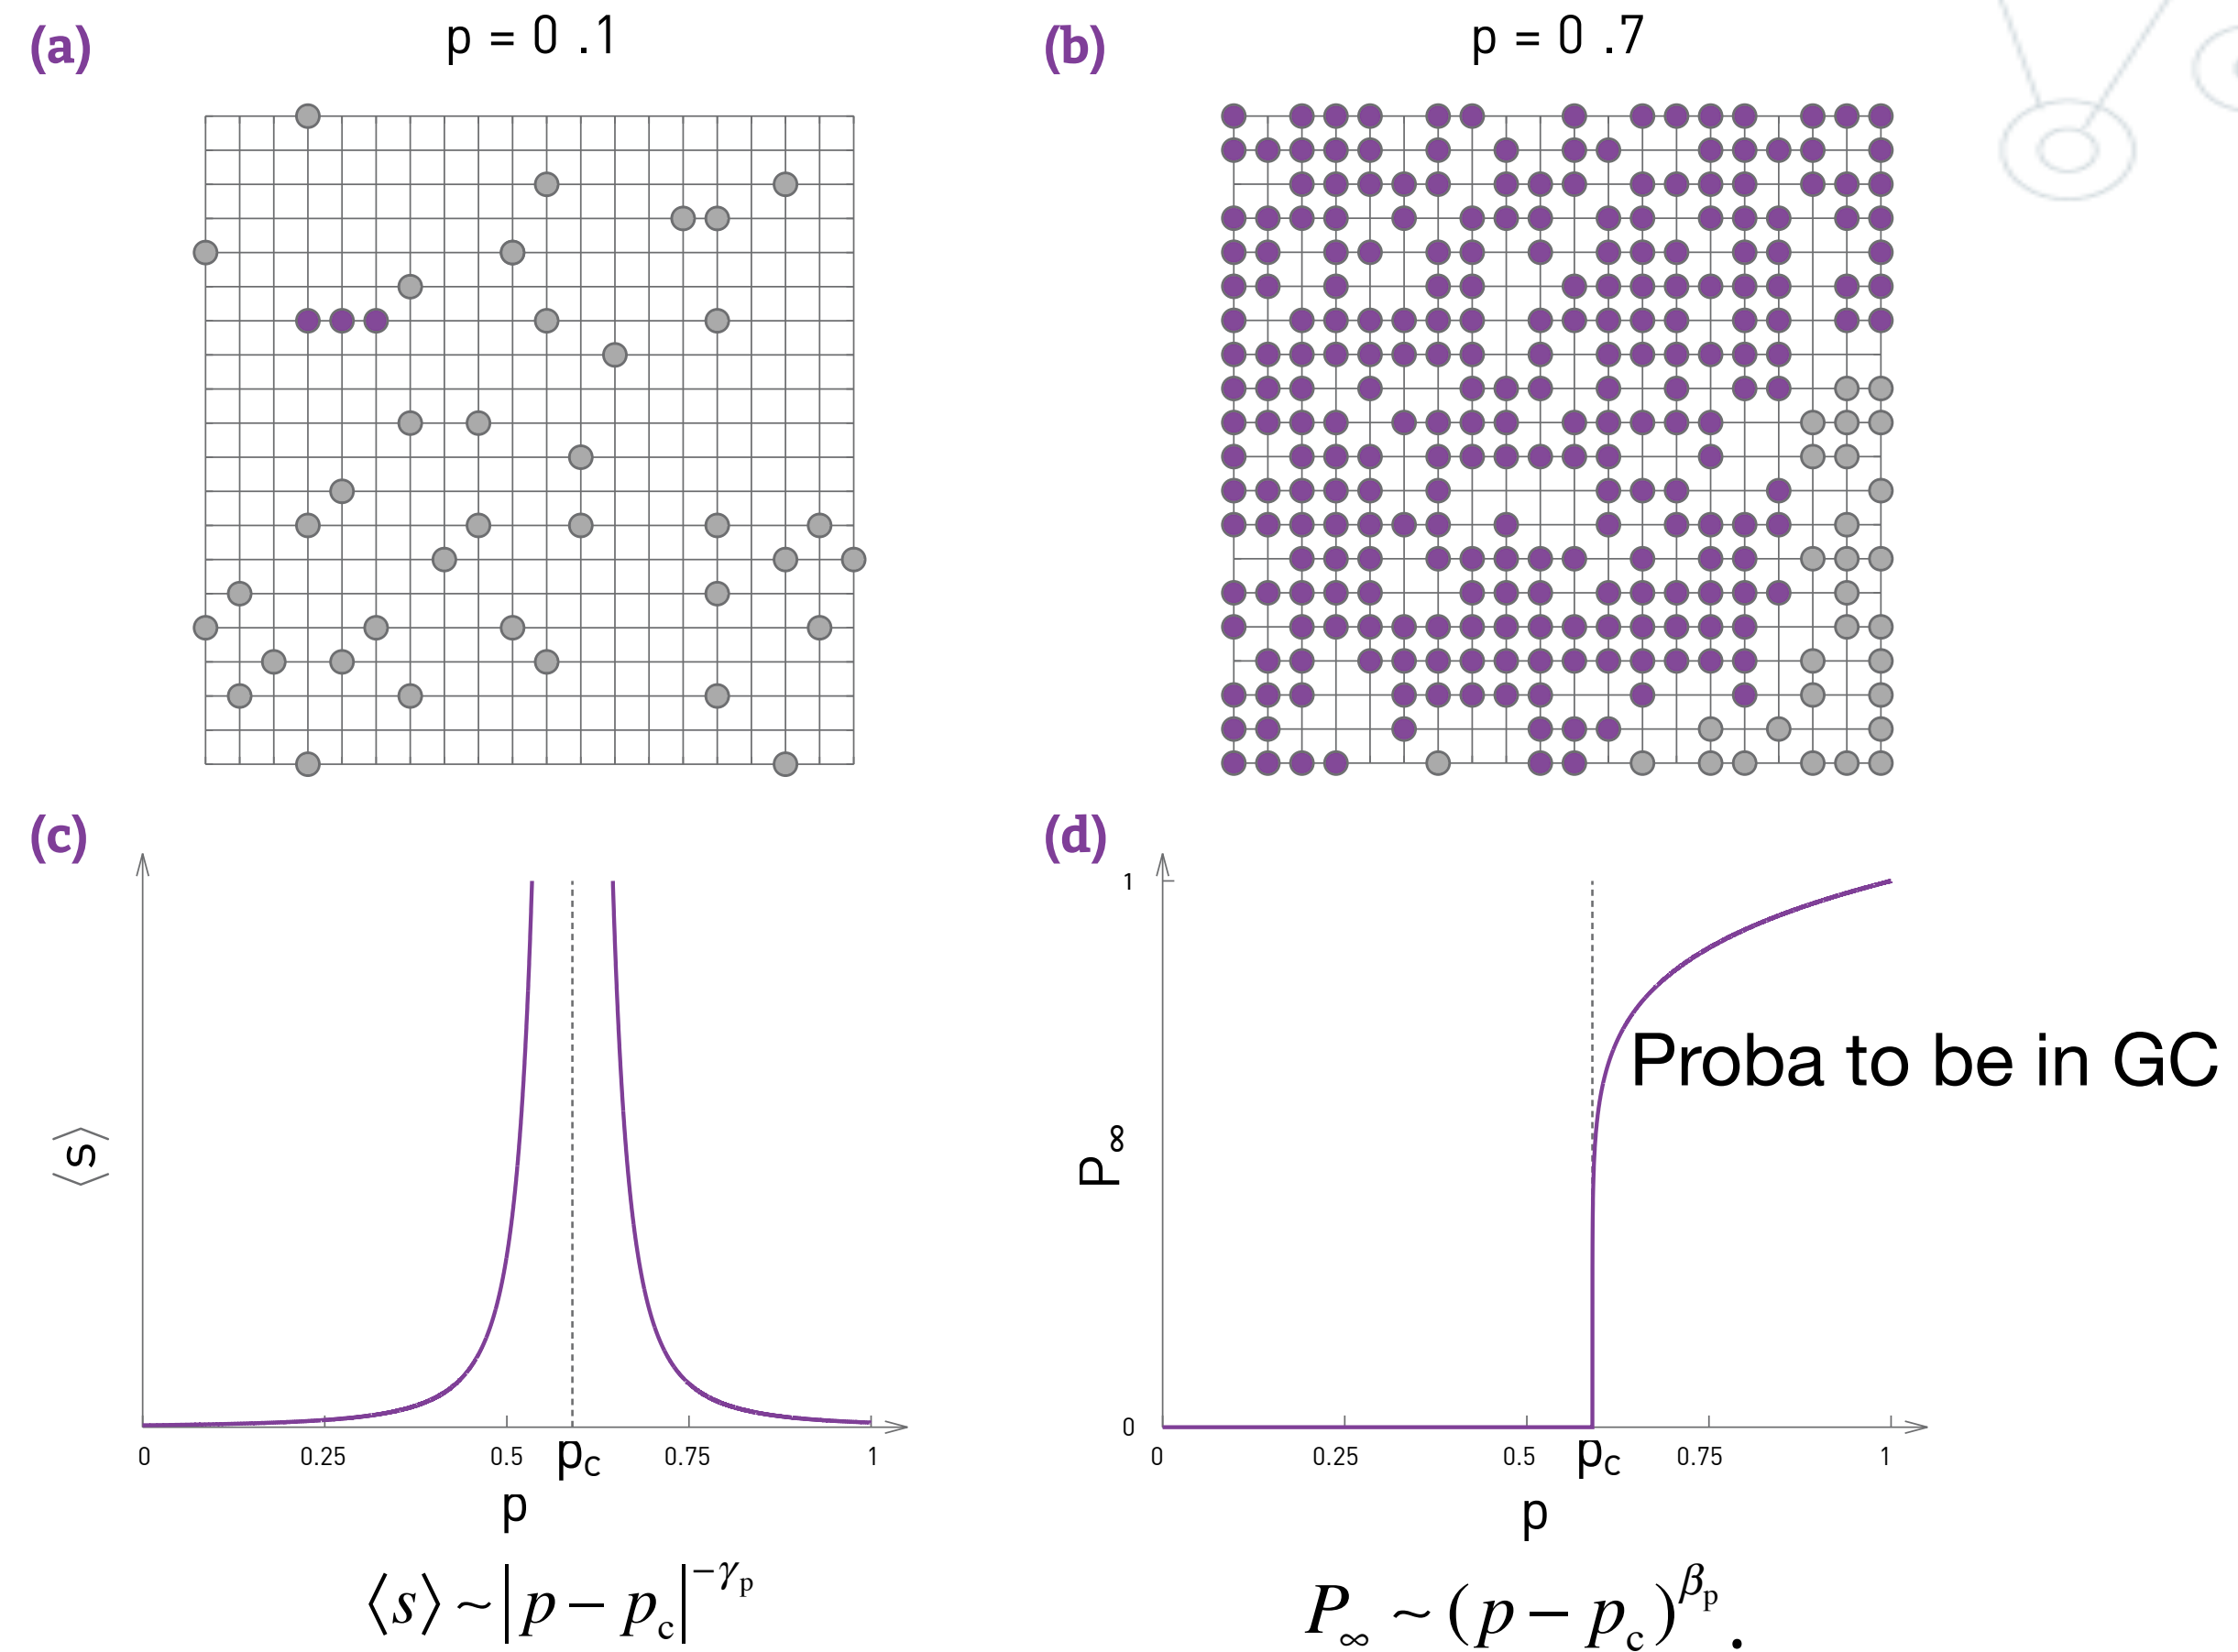 (a)
p = 0 .1
(b)
p = 0 .7
(c)
⟨s⟩
0 0.25 0.5 pc 0.75 1
p
⟨s⟩ ~ |p − pc|^−γp
(d)
1
Proba to be in GC
P∞
0
0 0.25 0.5 pc 0.75 1
p
P∞ ~ (p − pc)^βp .